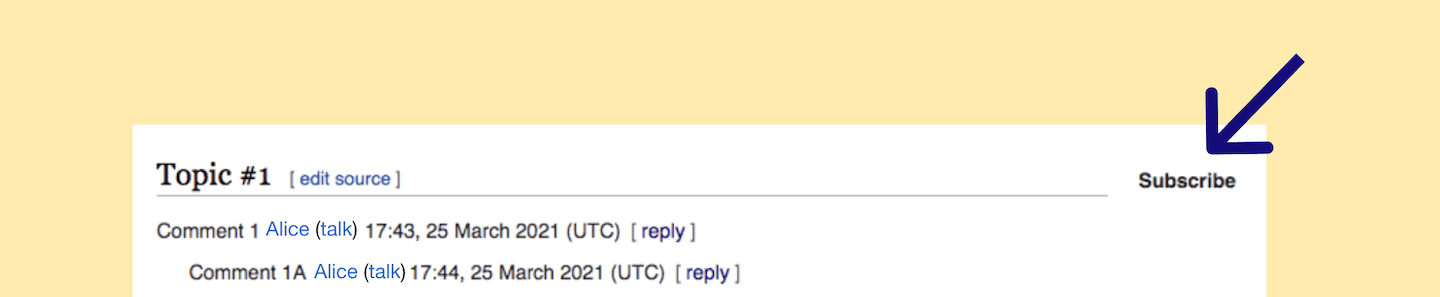 Topic #1 [ edit source ] Subscribe
Comment 1 Alice (talk) 17:43, 25 March 2021 (UTC) [ reply ]
Comment 1A Alice (talk) 17:44, 25 March 2021 (UTC) [ reply ]